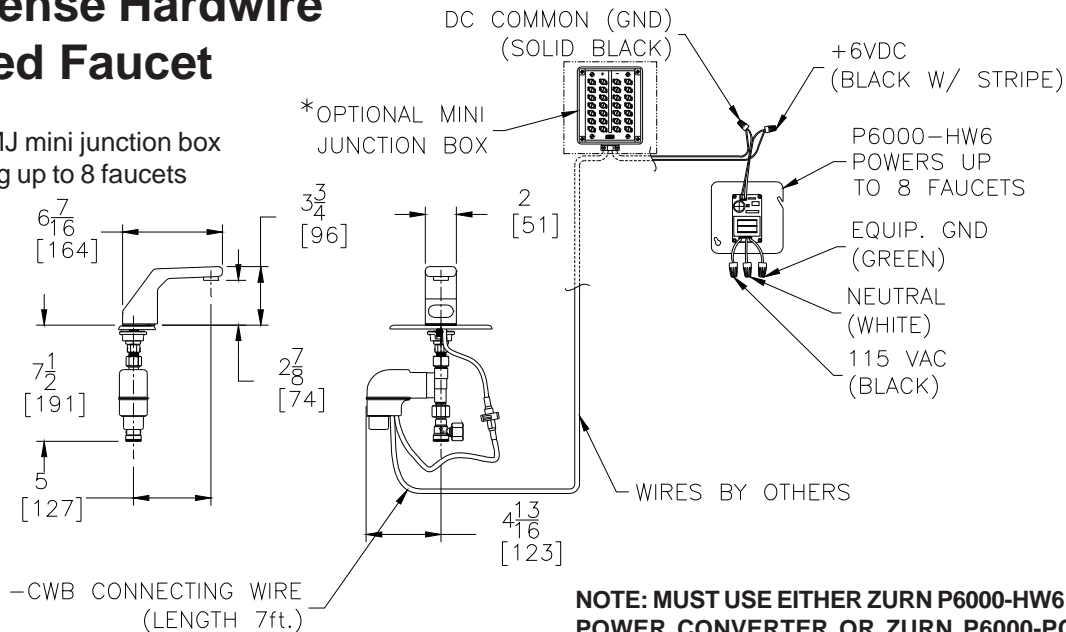 ense Hardwire
ed Faucet
MJ mini junction box
g up to 8 faucets
DC COMMON (GND)
(SOLID BLACK)
+6VDC
(BLACK W/ STRIPE)
*OPTIONAL MINI
JUNCTION BOX
P6000-HW6
POWERS UP
TO 8 FAUCETS
EQUIP. GND
(GREEN)
NEUTRAL
(WHITE)
115 VAC
(BLACK)
6 7/16
[164]
3 3/4
[96]
2
[51]
7 1/2
[191]
2 7/8
[74]
5
[127]
4 13/16
[123]
WIRES BY OTHERS
-CWB CONNECTING WIRE
(LENGTH 7ft.)
NOTE: MUST USE EITHER ZURN P6000-HW6
POWER CONVERTER OR ZURN P6000-PC